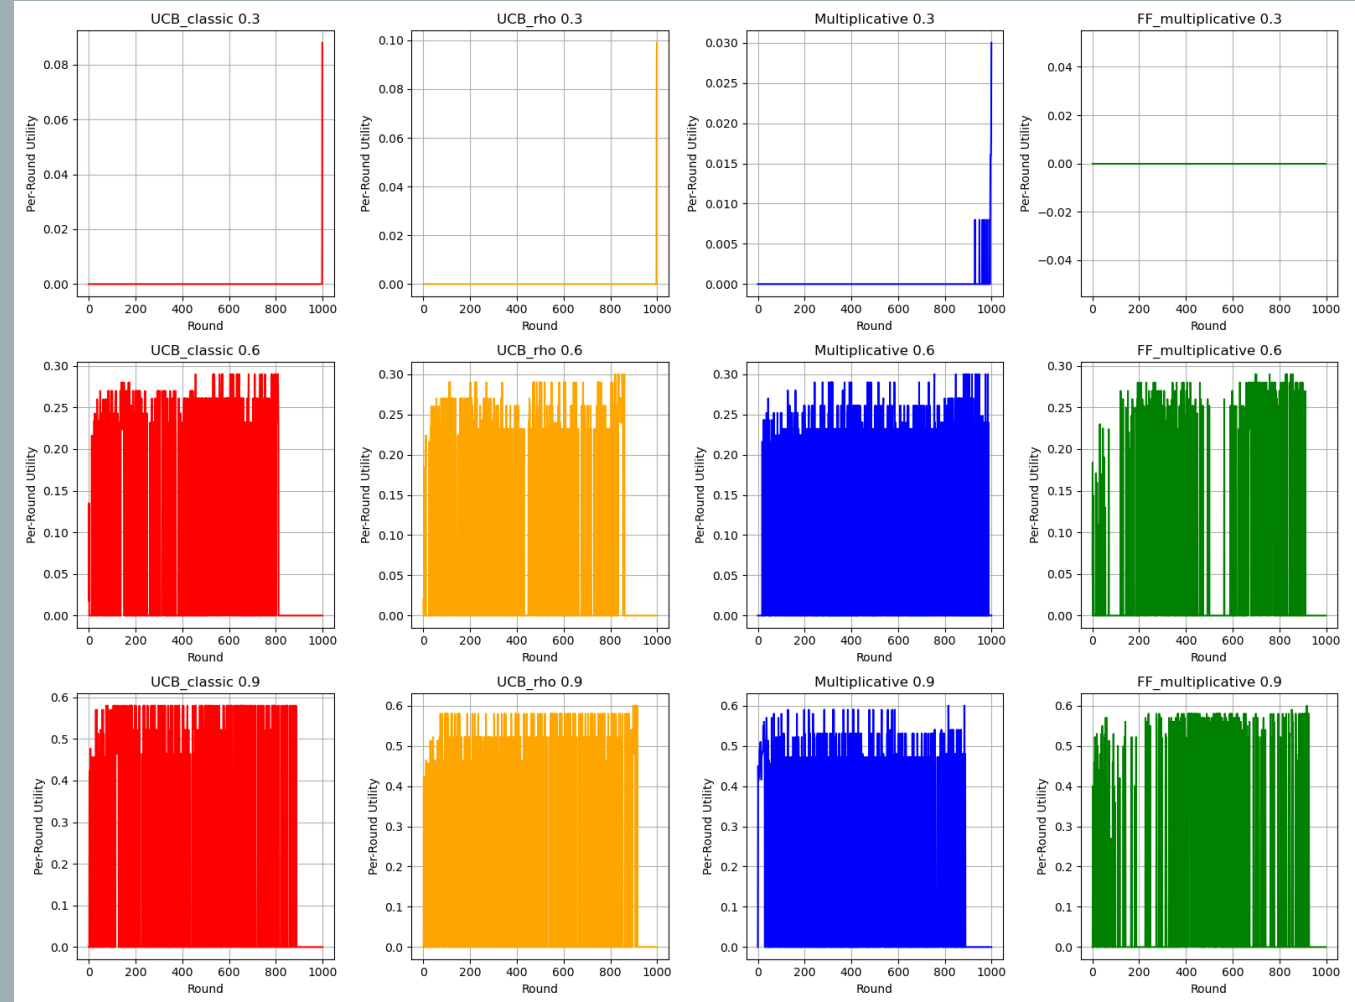 UCB_classic 0.3
UCB_rho 0.3
Multiplicative 0.3
FF_multiplicative 0.3
Per-Round Utility
0.08
0.06
0.04
0.02
0.00
0 200 400 600 800 1000
Round
Per-Round Utility
0.10
0.08
0.06
0.04
0.02
0.00
0 200 400 600 800 1000
Round
Per-Round Utility
0.030
0.025
0.020
0.015
0.010
0.005
0.000
0 200 400 600 800 1000
Round
Per-Round Utility
0.04
0.02
0.00
−0.02
−0.04
0 200 400 600 800 1000
Round
UCB_classic 0.6
UCB_rho 0.6
Multiplicative 0.6
FF_multiplicative 0.6
Per-Round Utility
0.30
0.25
0.20
0.15
0.10
0.05
0.00
0 200 400 600 800 1000
Round
Per-Round Utility
0.30
0.25
0.20
0.15
0.10
0.05
0.00
0 200 400 600 800 1000
Round
Per-Round Utility
0.30
0.25
0.20
0.15
0.10
0.05
0.00
0 200 400 600 800 1000
Round
Per-Round Utility
0.30
0.25
0.20
0.15
0.10
0.05
0.00
0 200 400 600 800 1000
Round
UCB_classic 0.9
UCB_rho 0.9
Multiplicative 0.9
FF_multiplicative 0.9
Per-Round Utility
0.6
0.5
0.4
0.3
0.2
0.1
0.0
0 200 400 600 800 1000
Round
Per-Round Utility
0.6
0.5
0.4
0.3
0.2
0.1
0.0
0 200 400 600 800 1000
Round
Per-Round Utility
0.6
0.5
0.4
0.3
0.2
0.1
0.0
0 200 400 600 800 1000
Round
Per-Round Utility
0.6
0.5
0.4
0.3
0.2
0.1
0.0
0 200 400 600 800 1000
Round